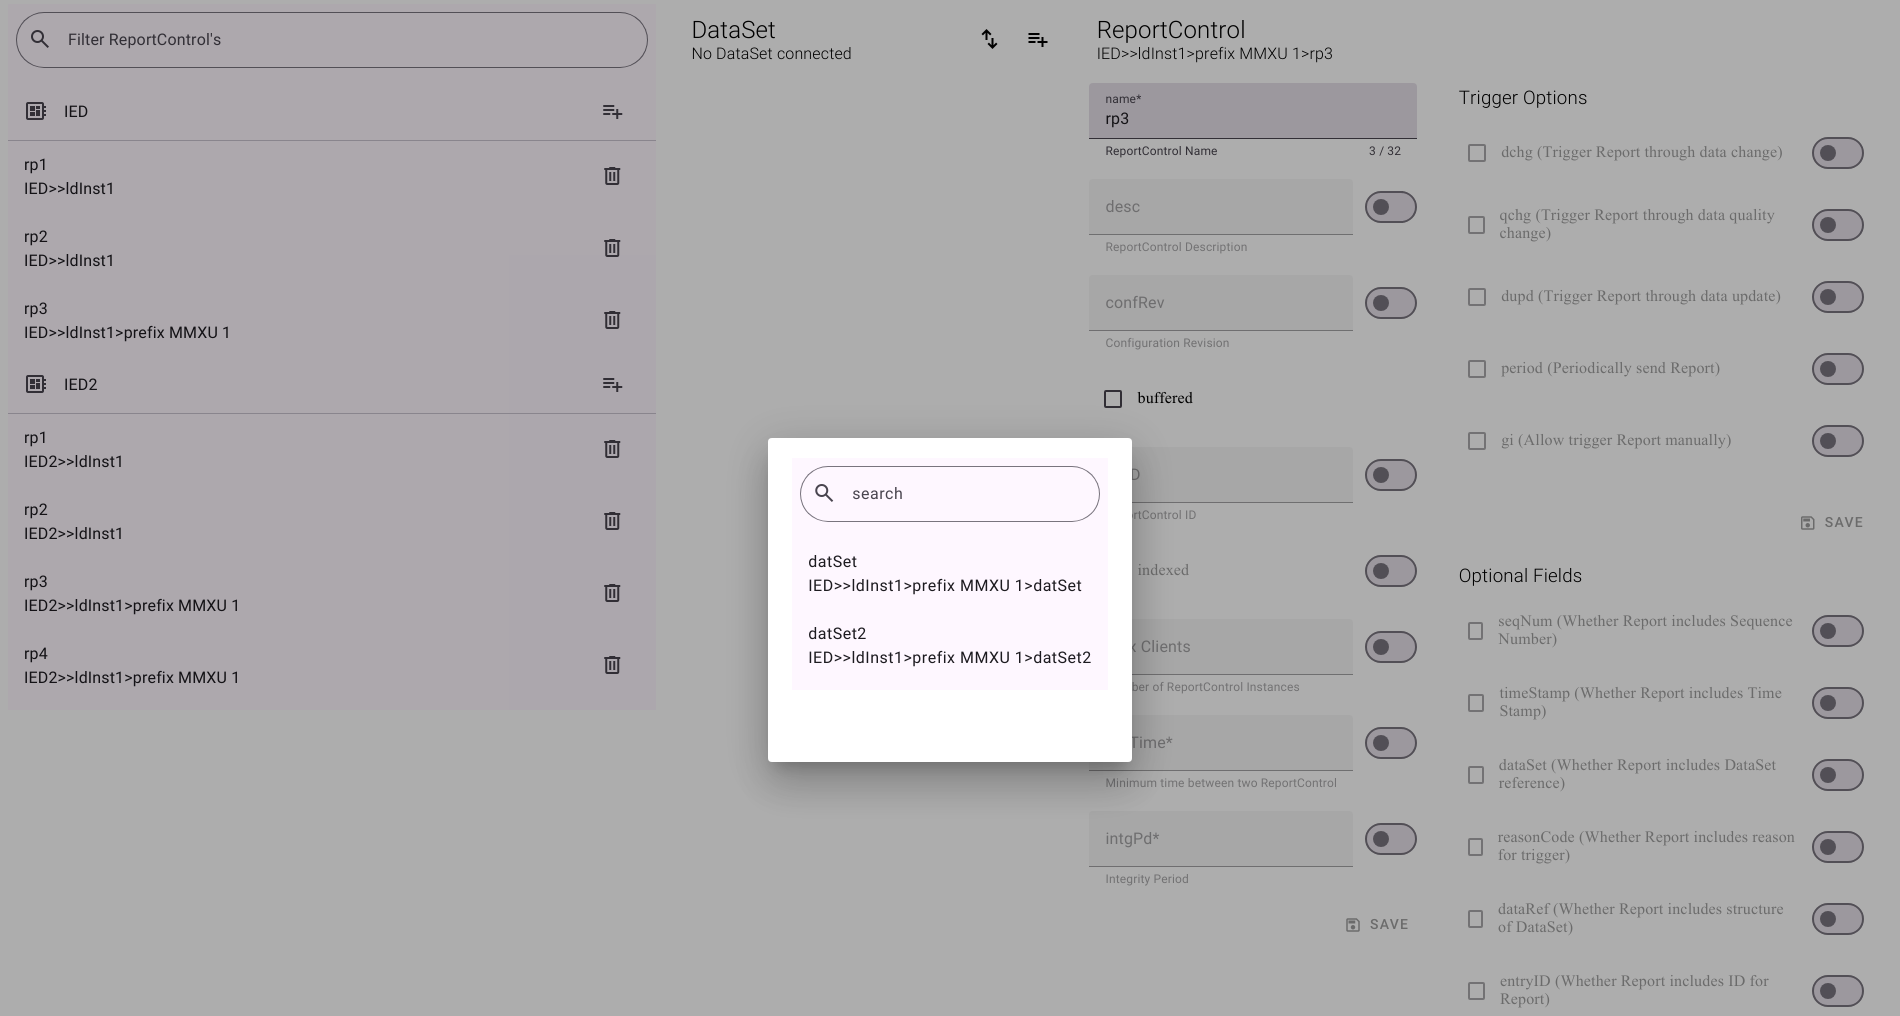 Filter ReportControl's
IED
rp1
IED>>ldInst1
rp2
IED>>ldInst1
rp3
IED>>ldInst1>prefix MMXU 1
IED2
rp1
IED2>>ldInst1
rp2
IED2>>ldInst1
rp3
IED2>>ldInst1>prefix MMXU 1
rp4
IED2>>ldInst1>prefix MMXU 1
DataSet
No DataSet connected
search
datSet
IED>>ldInst1>prefix MMXU 1>datSet
datSet2
IED>>ldInst1>prefix MMXU 1>datSet2
ReportControl
IED>>ldInst1>prefix MMXU 1>rp3
name*
rp3
ReportControl Name
3 / 32
desc
ReportControl Description
confRev
Configuration Revision
buffered
ID
indexed
Clients
of ReportControl Instances
Time*
Minimum time between two ReportControl
intgPd*
Integrity Period
SAVE
Trigger Options
dchg (Trigger Report through data change)
qchg (Trigger Report through data quality
change)
dupd (Trigger Report through data update)
period (Periodically send Report)
gi (Allow trigger Report manually)
SAVE
Optional Fields
seqNum (Whether Report includes Sequence
Number)
timeStamp (Whether Report includes Time
Stamp)
dataSet (Whether Report includes DataSet
reference)
reasonCode (Whether Report includes reason
for trigger)
dataRef (Whether Report includes structure
of DataSet)
entryID (Whether Report includes ID for
Report)